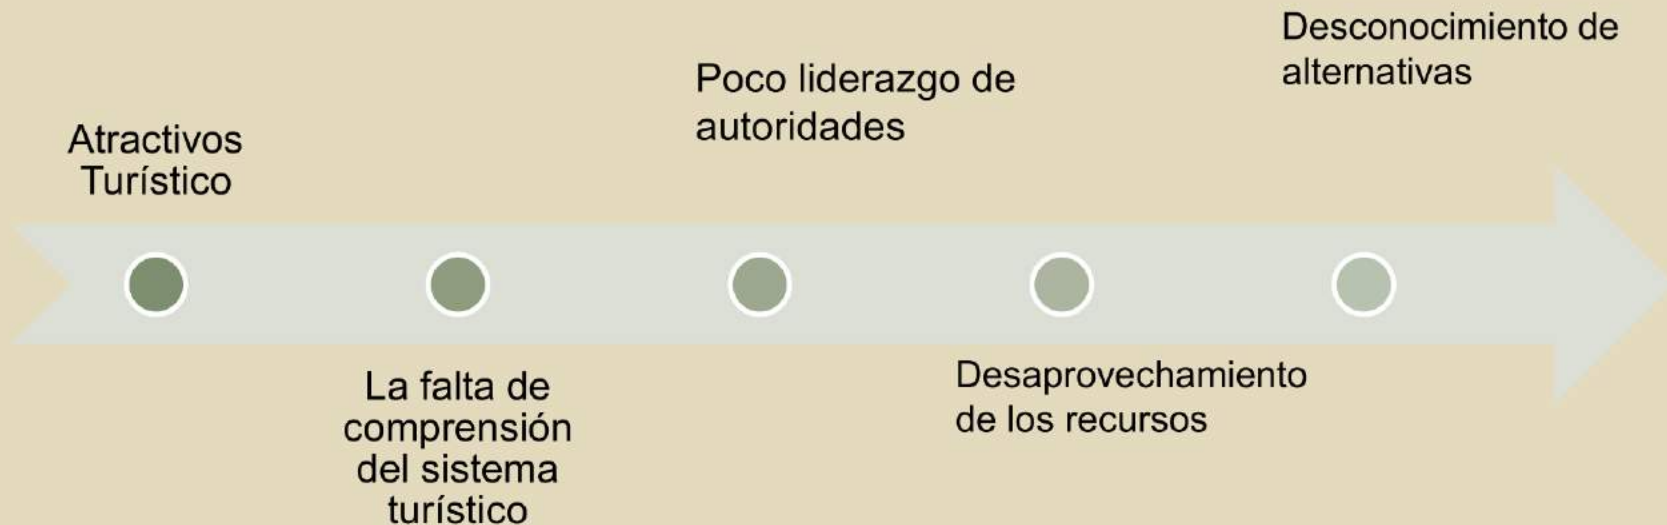 Atractivos
Turístico
La falta de
comprensión
del sistema
turístico
Poco liderazgo de
autoridades
Desaprovechamiento
de los recursos
Desconocimiento de
alternativas